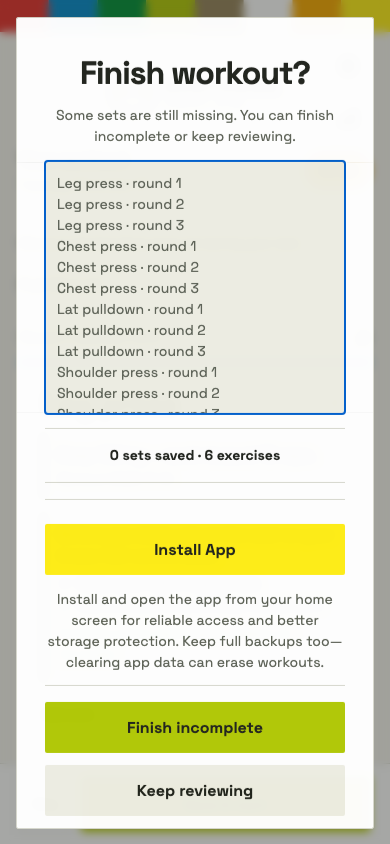 Finish workout?
Some sets are still missing. You can finish
incomplete or keep reviewing.
Leg press · round 1
Leg press · round 2
Leg press · round 3
Chest press · round 1
Chest press · round 2
Chest press · round 3
Lat pulldown · round 1
Lat pulldown · round 2
Lat pulldown · round 3
Shoulder press · round 1
Shoulder press · round 2
Shoulder press · round 3
0 sets saved · 6 exercises
Install App
Install and open the app from your home
screen for reliable access and better
storage protection. Keep full backups too—
clearing app data can erase workouts.
Finish incomplete
Keep reviewing